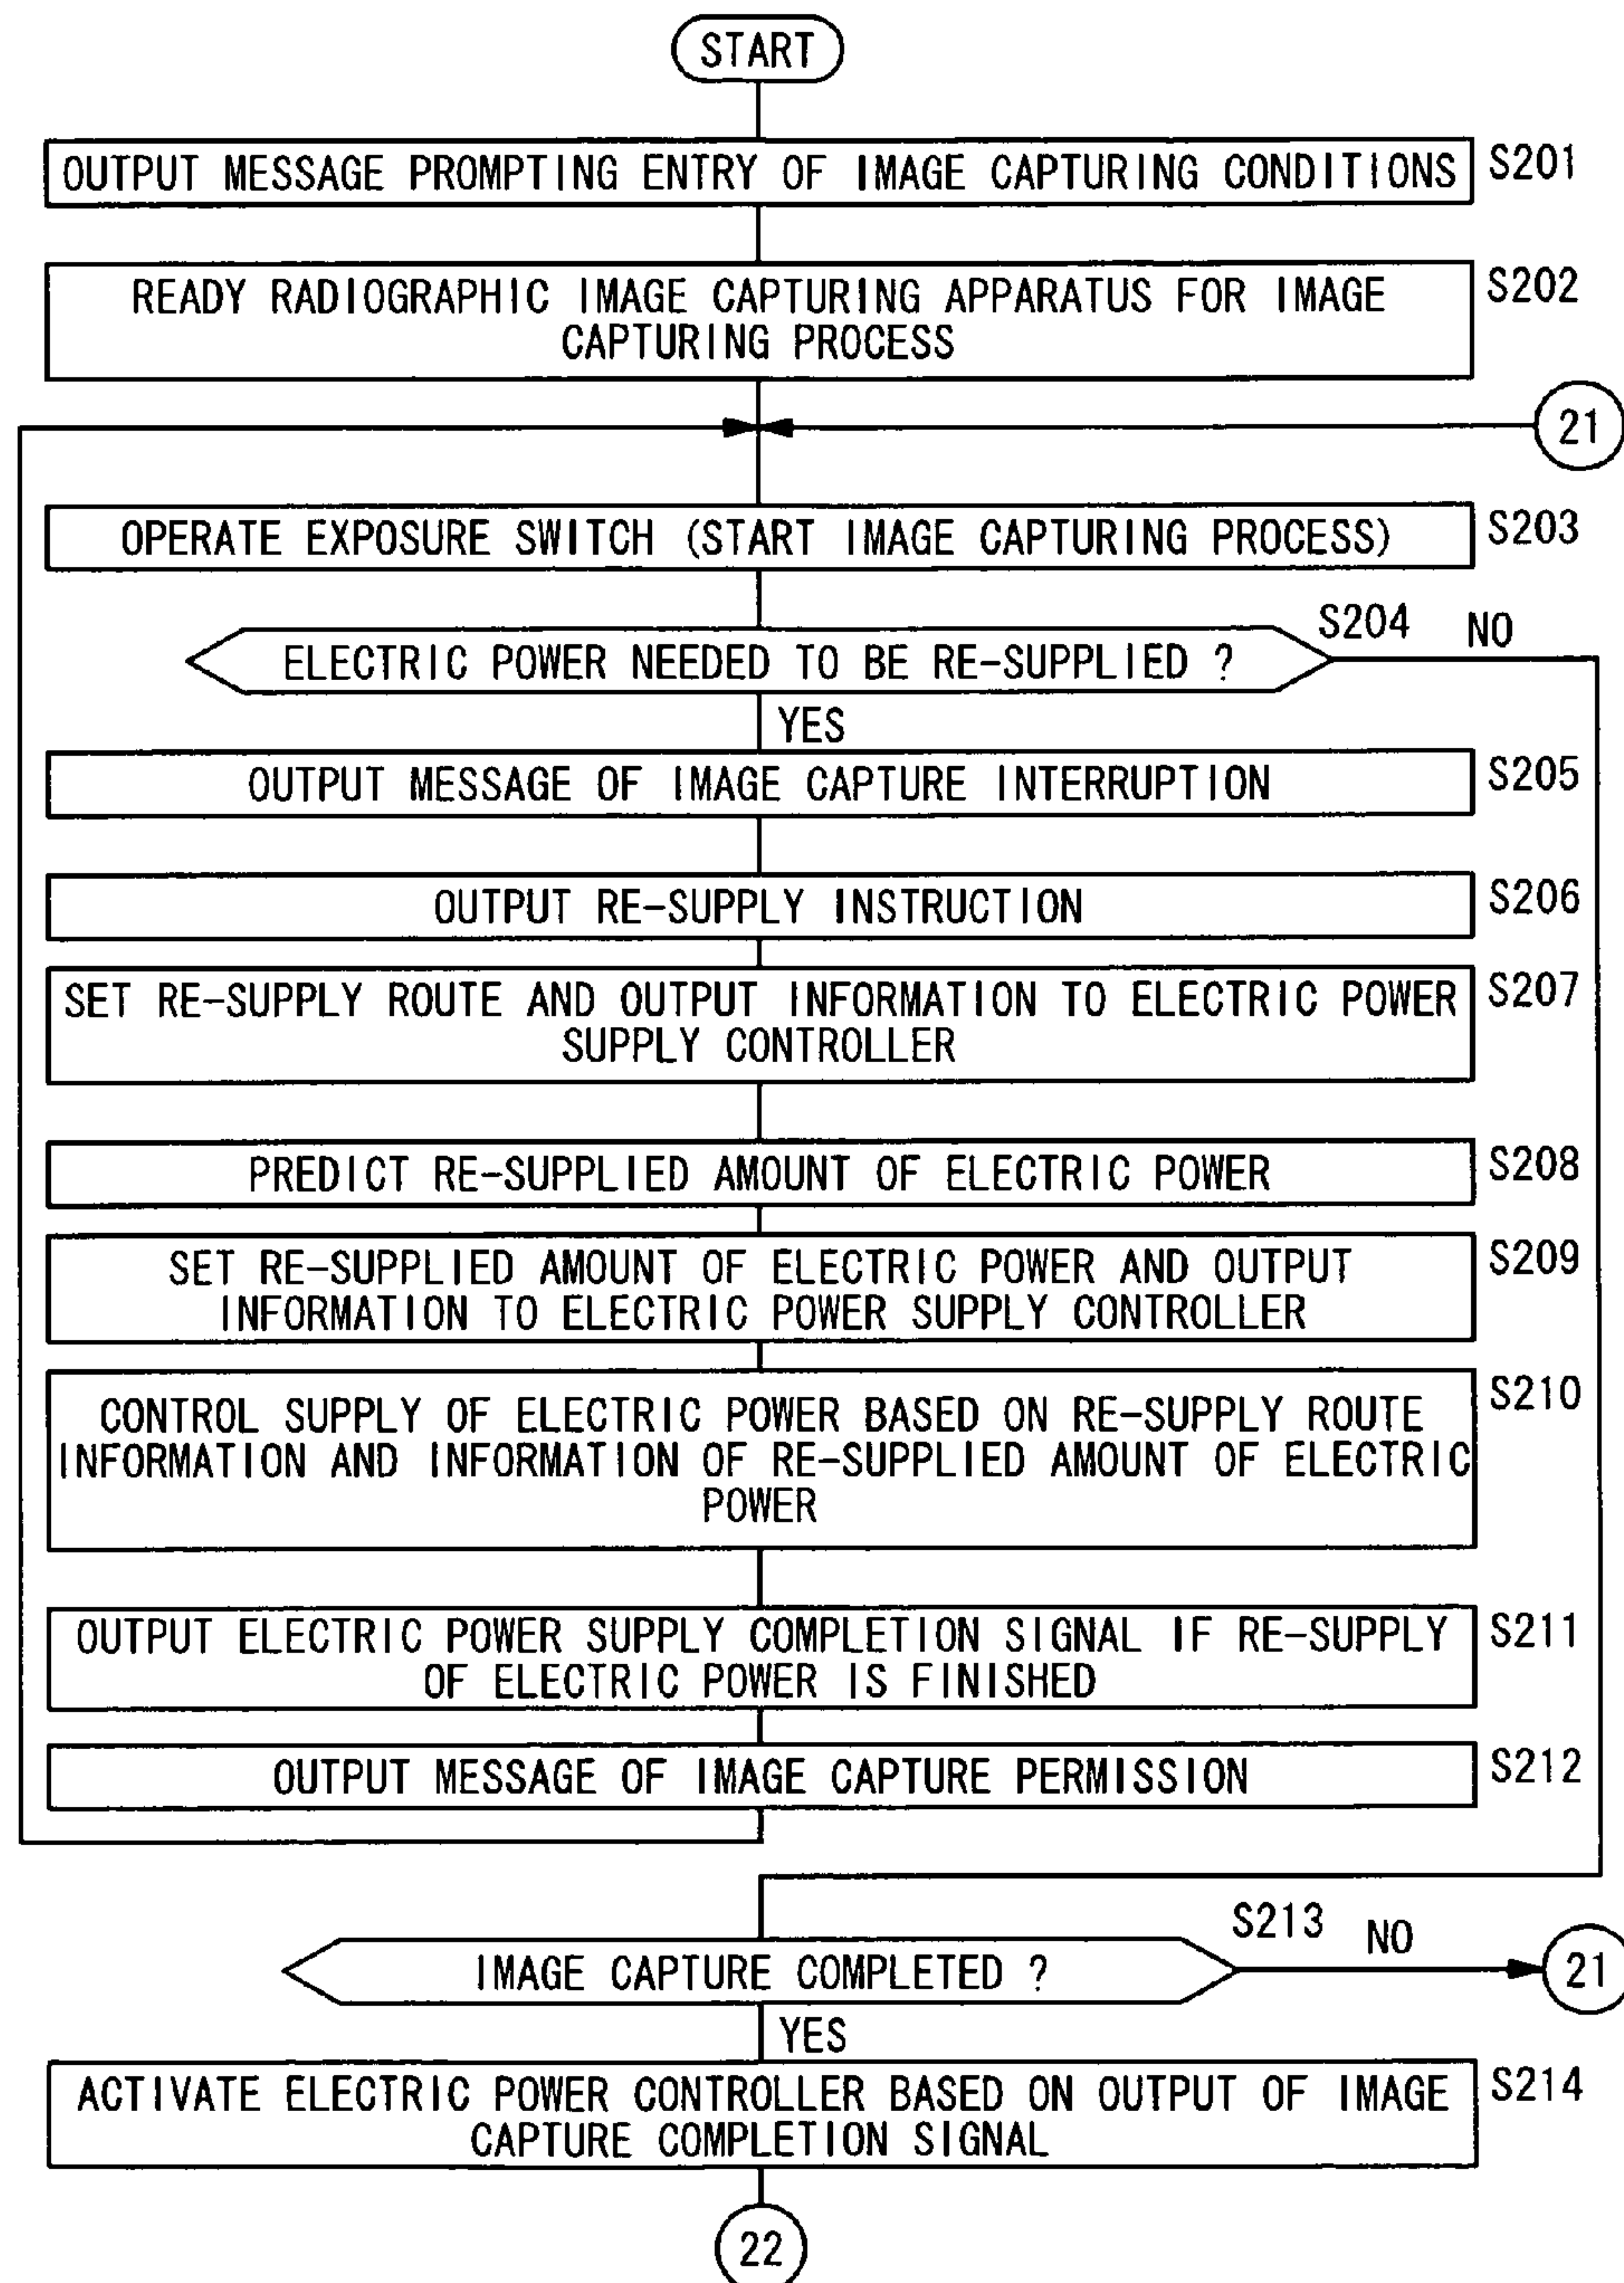 START
OUTPUT MESSAGE PROMPTING ENTRY OF IMAGE CAPTURING CONDITIONS
S201
READY RADIOGRAPHIC IMAGE CAPTURING APPARATUS FOR IMAGE
CAPTURING PROCESS
S202
21
OPERATE EXPOSURE SWITCH (START IMAGE CAPTURING PROCESS)
S203
ELECTRIC POWER NEEDED TO BE RE-SUPPLIED ?
S204
NO
YES
OUTPUT MESSAGE OF IMAGE CAPTURE INTERRUPTION
S205
OUTPUT RE-SUPPLY INSTRUCTION
S206
SET RE-SUPPLY ROUTE AND OUTPUT INFORMATION TO ELECTRIC POWER
SUPPLY CONTROLLER
S207
PREDICT RE-SUPPLIED AMOUNT OF ELECTRIC POWER
S208
SET RE-SUPPLIED AMOUNT OF ELECTRIC POWER AND OUTPUT
INFORMATION TO ELECTRIC POWER SUPPLY CONTROLLER
S209
CONTROL SUPPLY OF ELECTRIC POWER BASED ON RE-SUPPLY ROUTE
INFORMATION AND INFORMATION OF RE-SUPPLIED AMOUNT OF ELECTRIC
POWER
S210
OUTPUT ELECTRIC POWER SUPPLY COMPLETION SIGNAL IF RE-SUPPLY
OF ELECTRIC POWER IS FINISHED
S211
OUTPUT MESSAGE OF IMAGE CAPTURE PERMISSION
S212
IMAGE CAPTURE COMPLETED ?
S213
NO
21
YES
ACTIVATE ELECTRIC POWER CONTROLLER BASED ON OUTPUT OF IMAGE
CAPTURE COMPLETION SIGNAL
S214
22